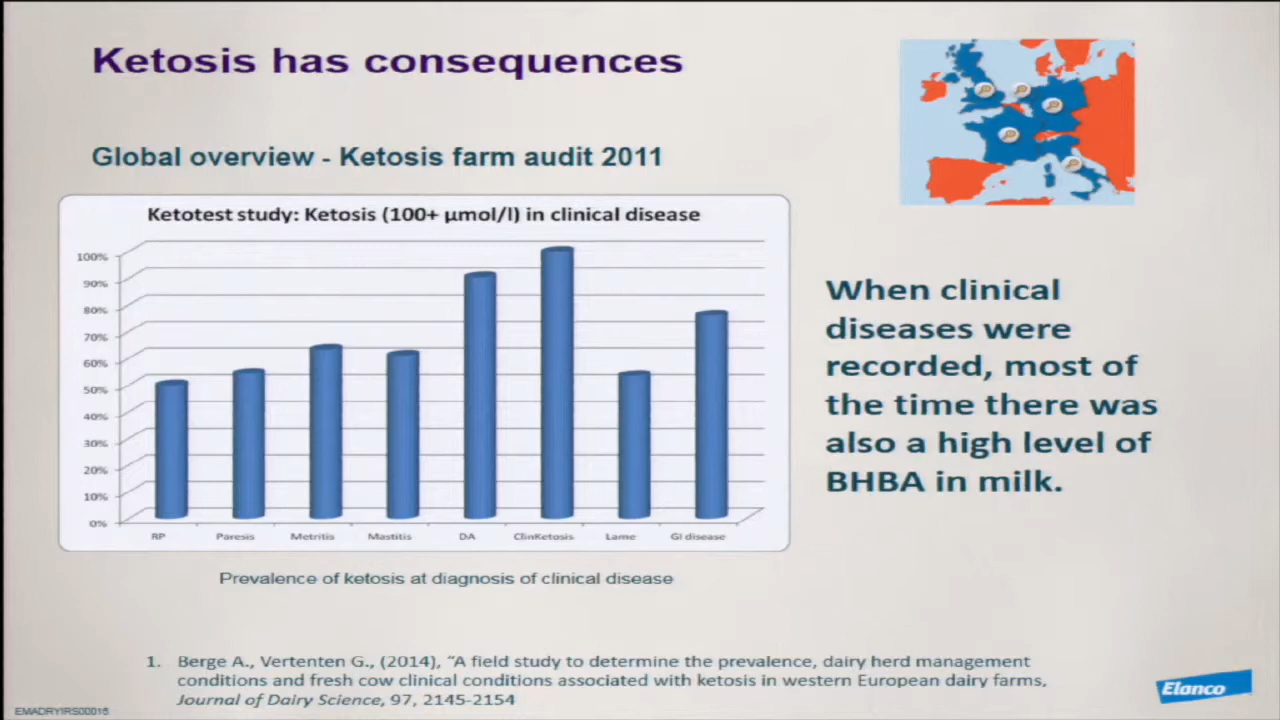 Ketosis has consequences
Global overview - Ketosis farm audit 2011
Ketotest study: Ketosis (100+ µmol/l) in clinical disease
100%
90%
80%
70%
60%
50%
40%
30%
20%
10%
0%
RP Paresis Metritis Mastitis DA ClinKetosis Lame GI disease
Prevalence of ketosis at diagnosis of clinical disease
When clinical
diseases were
recorded, most of
the time there was
also a high level of
BHBA in milk.
1. Berge A., Vertenten G., (2014), “A field study to determine the prevalence, dairy herd management
conditions and fresh cow clinical conditions associated with ketosis in western European dairy farms,
Journal of Dairy Science, 97, 2145-2154
Elanco
EMADRYIRS00016